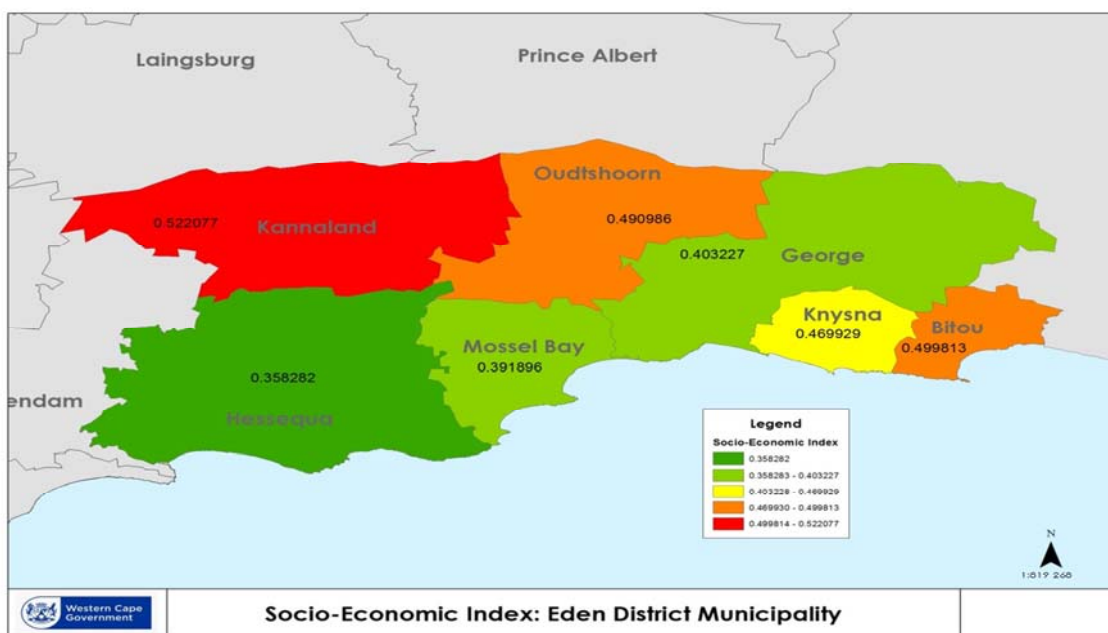 Laingsburg
Prince Albert
Oudtshoorn
0.522077
Kannaland
0.490986
0.403227
George
Knysna
0.469929
Bitou
0.499813
Mossel Bay
0.391896
0.358282
Hessequa
endam
Legend
Socio-Economic Index
0.358282
0.358283 - 0.403227
0.403228 - 0.469929
0.469930 - 0.499813
0.499814 - 0.522077
N
1:819 268
Western Cape
Government
Socio-Economic Index: Eden District Municipality